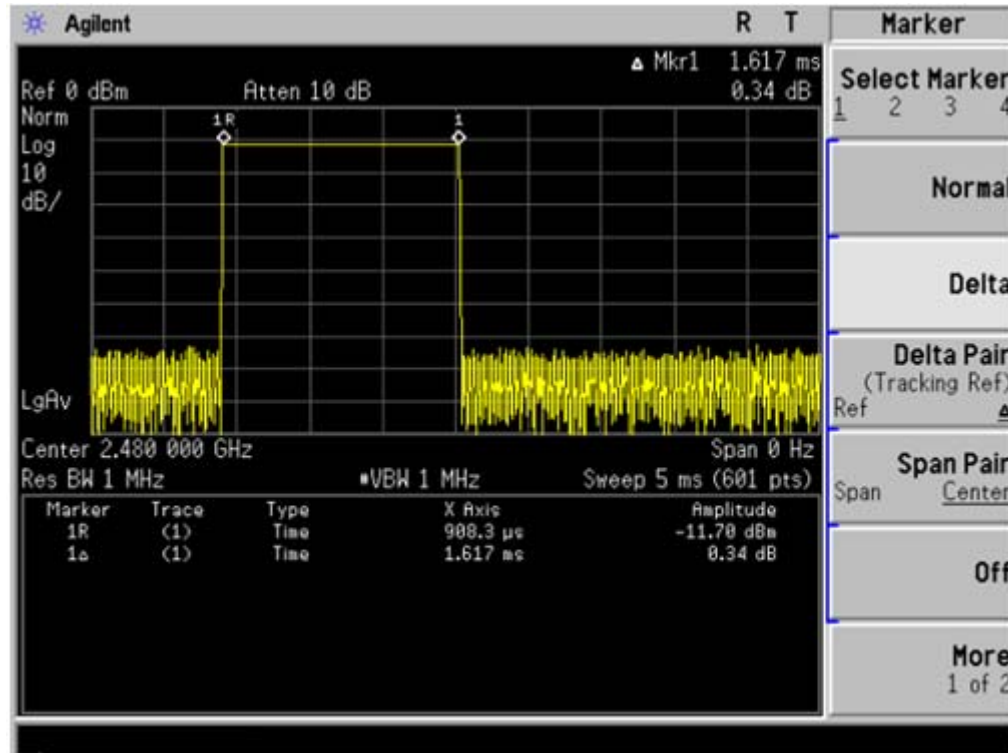 Agilent
R T
Marker
Δ Mkr1 1.617 ms
Ref 0 dBm
Atten 10 dB
0.34 dB
Select Marker
1 2 3 4
Norm
Log
10
dB/
1R
1
Normal
Delta
Delta Pair
(Tracking Ref)
Ref Δ
LgAv
Center 2.480 000 GHz
Span 0 Hz
Res BW 1 MHz
#VBW 1 MHz
Sweep 5 ms (601 pts)
Span Pair
Span Center
Marker Trace Type X Axis Amplitude
1R (1) Time 908.3 µs -11.70 dBm
1Δ (1) Time 1.617 ms 0.34 dB
Off
More
1 of 2